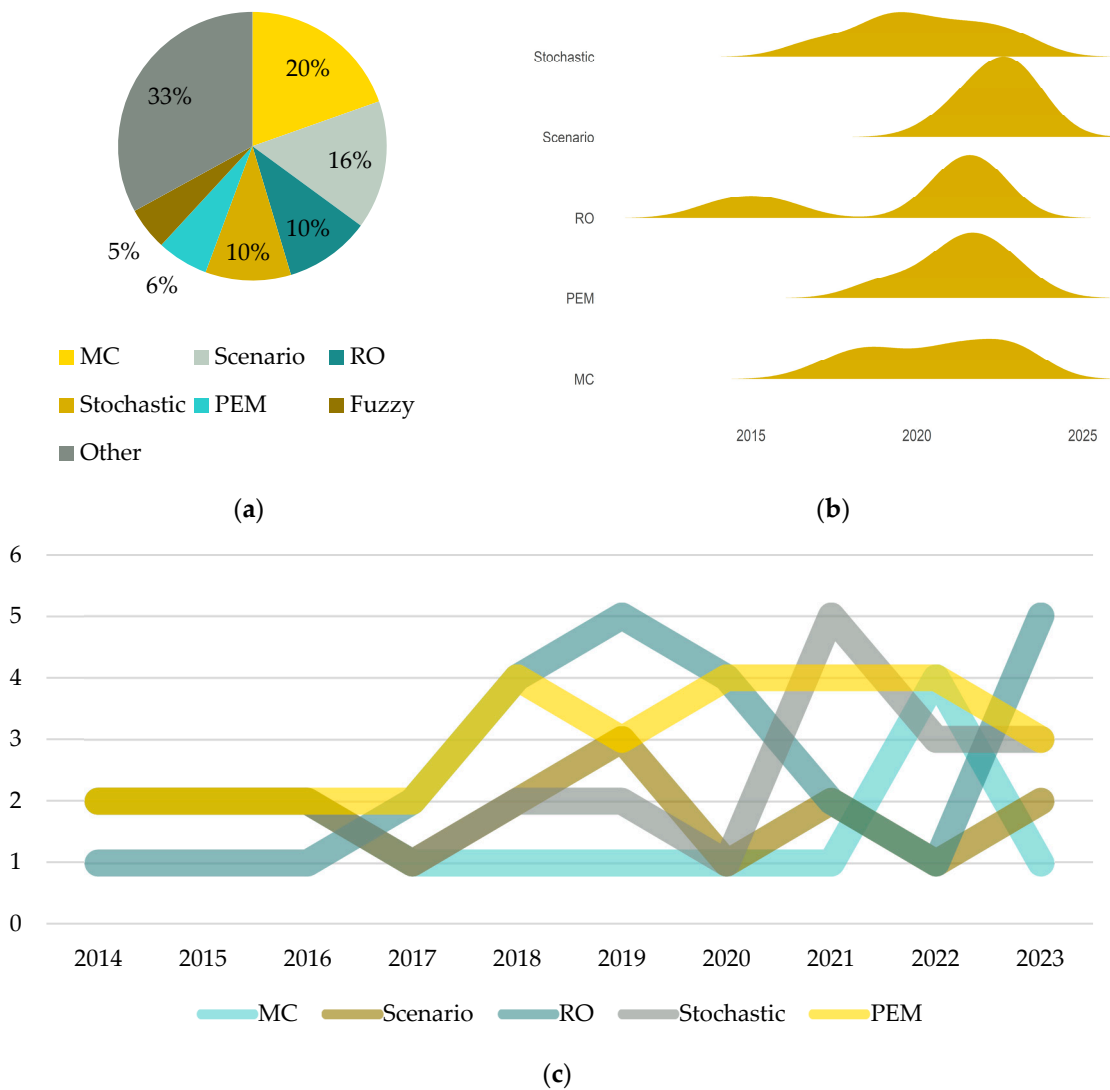 20%
33%
16%
10%
10%
5%
6%
MC Scenario RO
Stochastic PEM Fuzzy
Other
(a)
Stochastic
Scenario
RO
PEM
MC
2015 2020 2025
(b)
6
5
4
3
2
1
0
2014 2015 2016 2017 2018 2019 2020 2021 2022 2023
MC Scenario RO Stochastic PEM
(c)